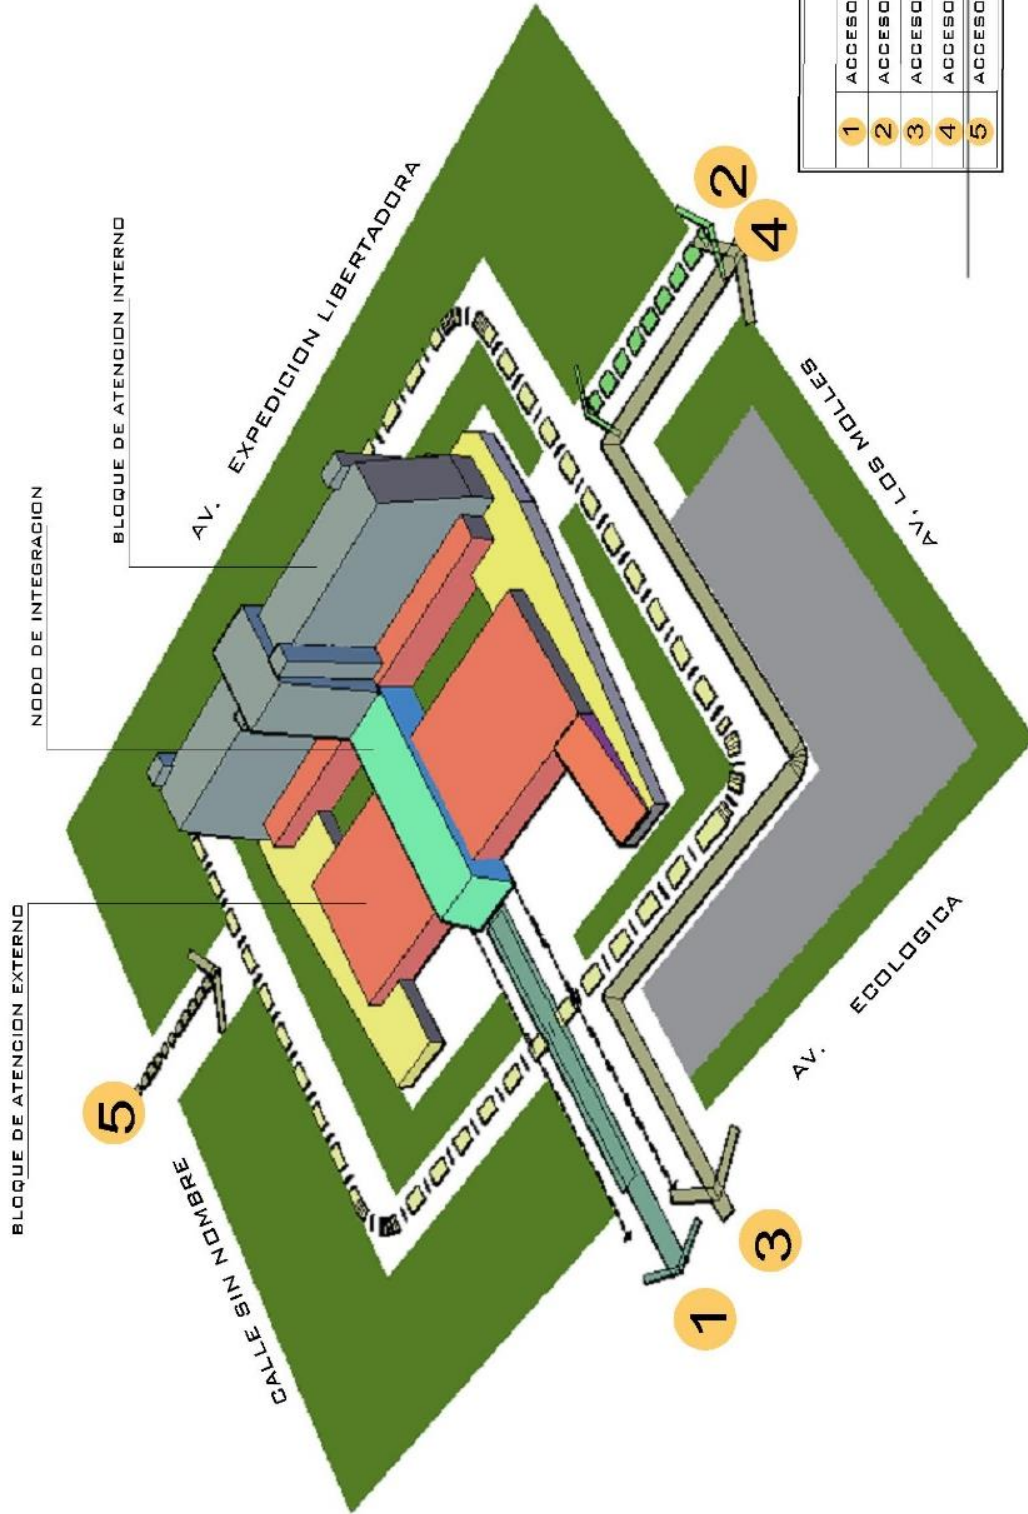 BLOQUE DE ATENCION EXTERNO
NODO DE INTEGRACION
BLOQUE DE ATENCION INTERNO
AV. EXPEDICION LIBERTADORA
CALLE SIN NOMBRE
AV, LOS MOLLES
AV. ECOLOGICA
5
1
3
2
4
1 ACCESO
2 ACCESO
3 ACCESO
4 ACCESO
5 ACCESO